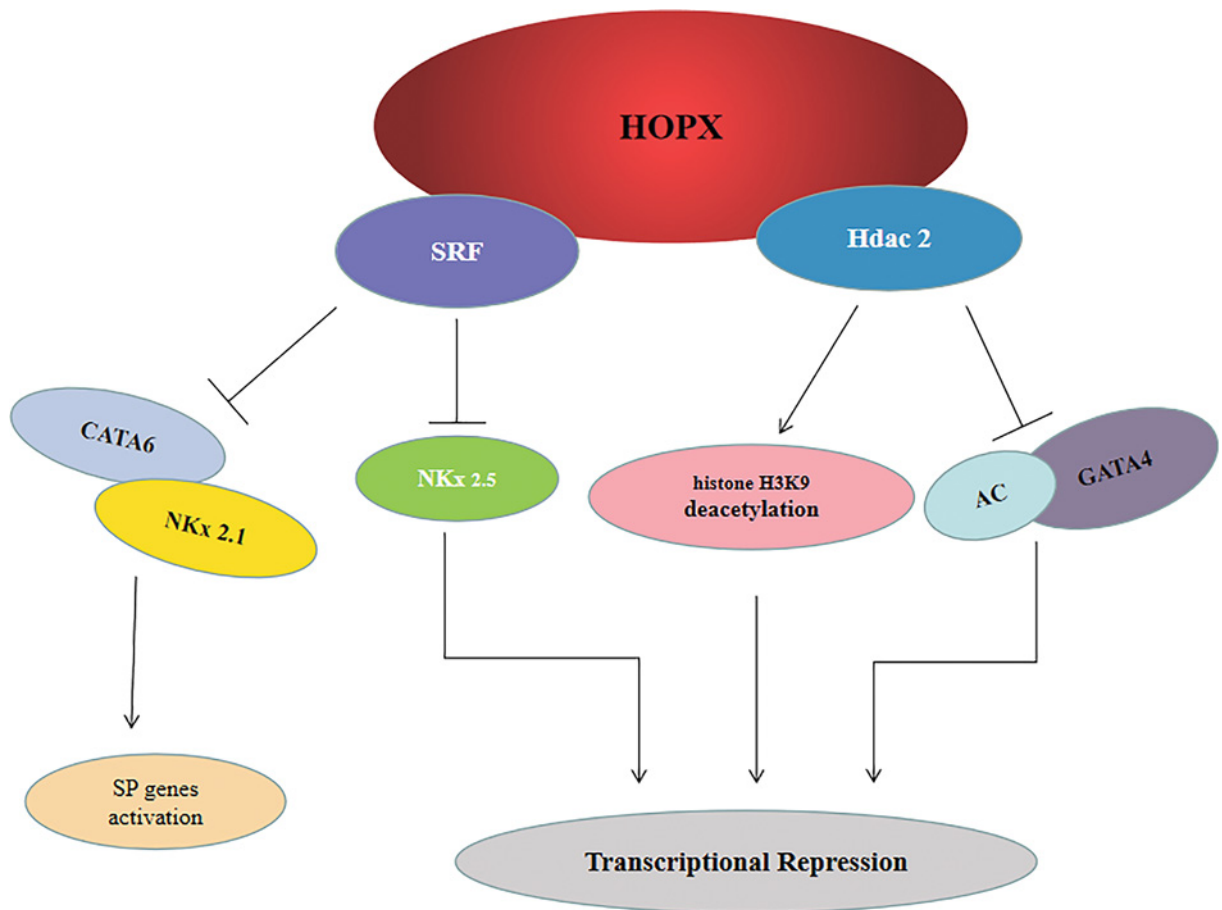 HOPX
SRF
Hdac 2
CATA6
NKx 2.1
NKx 2.5
histone H3K9
deacetylation
AC
GATA4
SP genes
activation
Transcriptional Repression